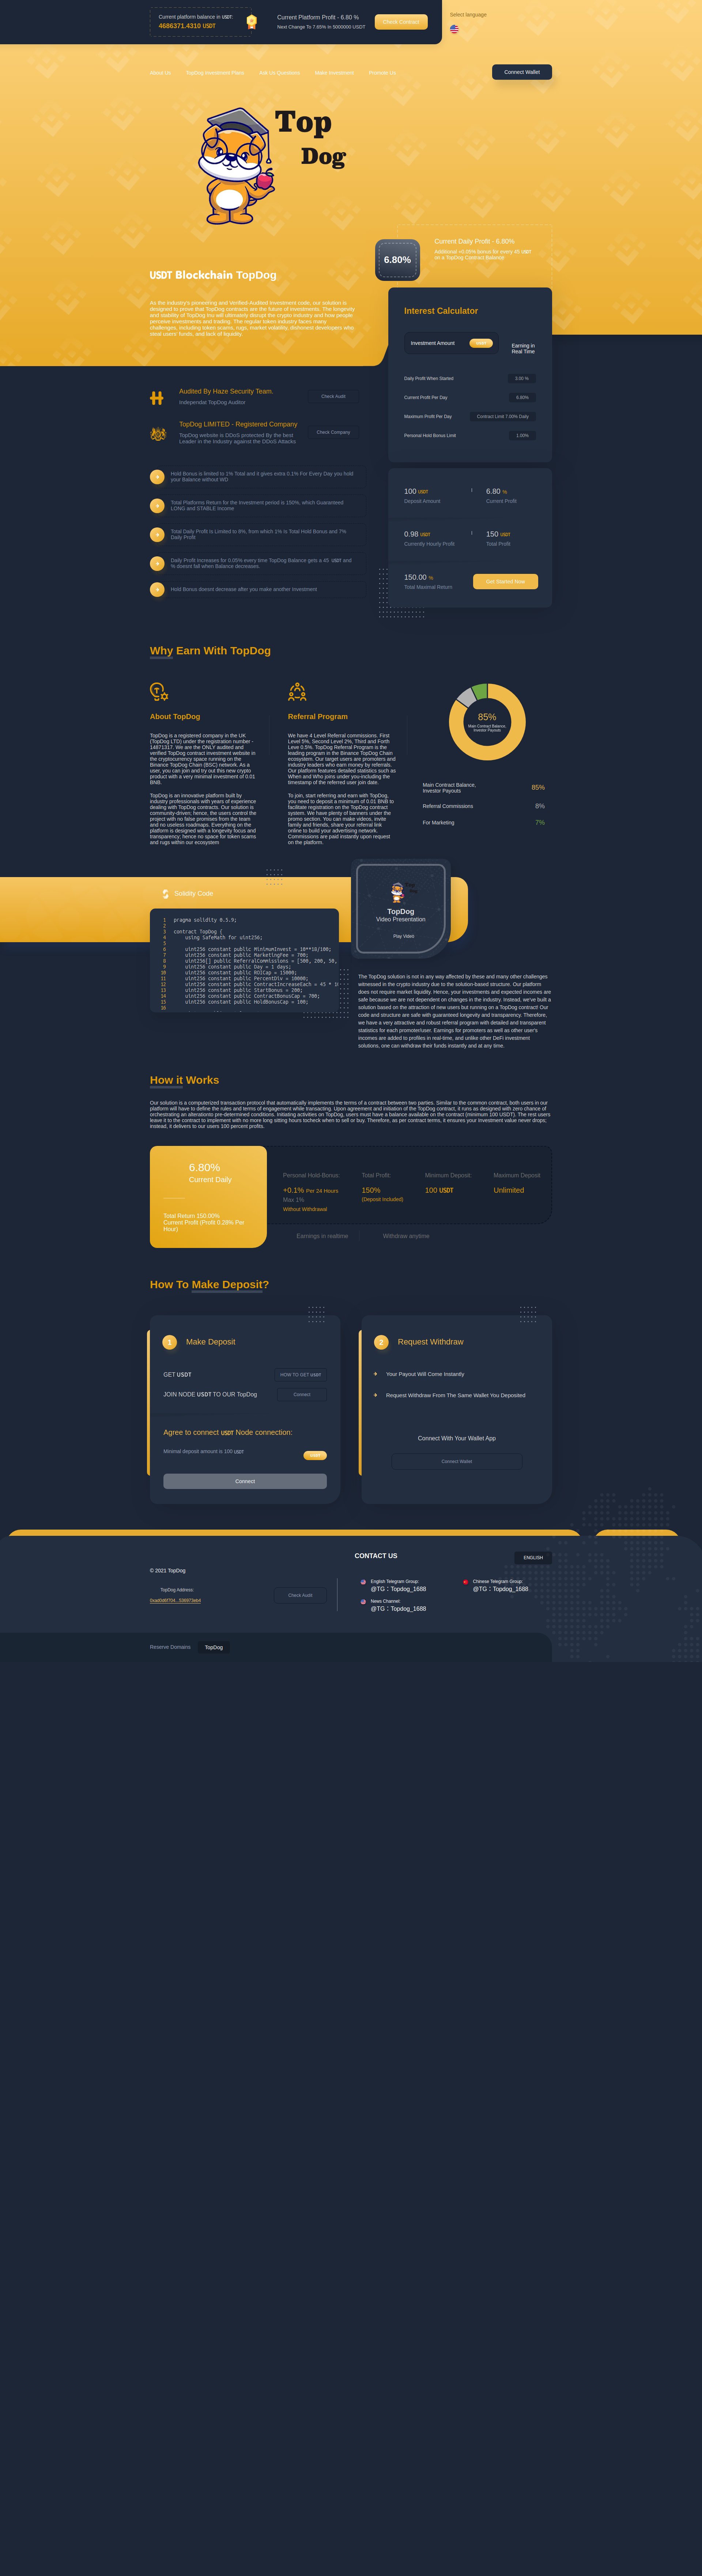 Current platform balance in USDT:
4686371.4310 USDT
Current Platform Profit - 6.80 %
Next Change To 7.65% In 5000000 USDT
Check Contract
Select language
About Us
TopDog Investment Plans
Ask Us Questions
Make Investment
Promote Us
Connect Wallet
Top
Dog
6.80%
Current Daily Profit - 6.80%
Additional +0.05% Bonus for every 45 USDT
on a TopDog Contract Balance
USDT Blockchain TopDog
As the industry's pioneering and Verified-Audited Investment code, our solution is
designed to prove that TopDog contracts are the future of investments. The longevity
and stability of TopDog tru will ultimately disrupt the crypto industry and how people
perceive investments and trading. The regular token industry faces many
challenges, including token scams, rugs, market volatility, dishonest developers who
steal users' funds, and lack of liquidity.
Interest Calculator
Investment Amount
USDT
Earning in
Real Time
Daily Profit When Started
3.00 %
Current Profit Per Day
6.80%
Maximum Profit Per Day
Contract Limit 7.00% Daily
Personal Hold Bonus Limit
1.00%
100 USDT
Deposit Amount
6.80 %
Current Profit
0.98 USDT
Currently Hourly Profit
150 USDT
Total Profit
150.00 %
Total Maximal Return
Get Started Now
Audited By Haze Security Team.
Independat TopDog Auditor
Check Audit
TopDog LIMITED - Registered Company
TopDog website is DDoS protected By the best
Leader in the Industry against the DDoS Attacks
Check Company
Hold Bonus is limited to 1% Total and it gives extra 0.1% For Every Day you hold
your Balance without WD
Total Platforms Return for the Investment period is 150%, which Guaranteed
LONG and STABLE income
Total Daily Profit is Limited to 8%, from which 1% is Total Hold Bonus and 7%
Daily Profit
Daily Profit Increases for 0.05% every time TopDog Balance gets a 45 USDT and
% doesnt fall when Balance decreases.
Hold Bonus doesnt decrease after you make another Investment
Why Earn With TopDog
About TopDog
TopDog is a registered company in the UK
(TopDog LTD) under the registration number -
14071317. We are the ONLY audited and
verified TopDog contract investment website in
the cryptocurrency space running on the
Binance TopDog Chain (BSC) network. As a
user, you can join and try out this new crypto
product with a very minimal investment of 0.01
BNB.
TopDog is an innovative platform built by
industry professionals with years of experience
dealing with TopDog contracts. Our solution is
community-driven; hence, the users control the
project with no false promises from the team
and no useless roadmaps. Everything on the
platform is designed with a longevity focus and
transparency; hence no space for token scams
and rugs within our ecosystem
Referral Program
We have 4 Level Referral commissions. First
Level 5%, Second Level 2%, Third and Forth
Leve 0.5%. TopDog Referral Program is the
leading program in the Binance TopDog Chain
ecosystem. Our target users are promoters and
industry leaders who earn money by referrals.
Our platform features detailed statistics such as
When and Who joins under you-including the
timestamp of the referred user join date.
To join, start referring and earn with TopDog,
you need to deposit a minimum of 0.01 BNB to
facilitate registration on the TopDog contract
system. We have plenty of banners under the
promo section. You can make videos, invite
family and friends, share your referral link
online to build your advertising network.
Commissions are paid instantly upon request
on the platform.
85%
Main Contract Balance,
Investor Payouts
Main Contract Balance,
Investor Payouts
85%
Referral Commissions
8%
For Marketing
7%
Solidity Code
1 pragma solidity 0.5.9;
2
3 contract TopDog {
4 using SafeMath for uint256;
5
6 uint256 constant public MinimumInvest = 10**18/100;
7 uint256 constant public MarketingFee = 700;
8 uint256[] public ReferralCommissions = [500, 200, 50,
9 uint256 constant public Day = 1 days;
10 uint256 constant public ROICap = 15000;
11 uint256 constant public PercentDiv = 10000;
12 uint256 constant public ContractIncreaseEach = 45 * 10
13 uint256 constant public StartBonus = 200;
14 uint256 constant public ContractBonusCap = 700;
15 uint256 constant public HoldBonusCap = 100;
16
TopDog
Video Presentation
Play Video
The TopDog solution is not in any way affected by these and many other challenges
witnessed in the crypto industry due to the solution-based structure. Our platform
does not require market liquidity. Hence, your investments and expected incomes are
safe because we are not dependent on changes in the industry. Instead, we've built a
solution based on the attraction of new users but running on a TopDog contract! Our
code and structure are safe with guaranteed longevity and transparency. Therefore,
we have a very attractive and robust referral program with detailed and transparent
statistics for each promoter/user. Earnings for promoters as well as other user's
incomes are added to profiles in real-time, and unlike other DeFi investment
solutions, one can withdraw their funds instantly and at any time.
How it Works
Our solution is a computerized transaction protocol that automatically implements the terms of a contract between two parties. Similar to the common contract, both users in our
platform will have to define the rules and terms of engagement while transacting. Upon agreement and initiation of the TopDog contract, it runs as designed with zero chance of
orchestrating an alterationto pre-determined conditions. Initiating activities on TopDog, users must have a balance available on the contract (minimum 100 USDT). The rest borders
leave it to the contract to implement with no more long sitting hours tocheck when to sell or buy. Therefore, as per contract terms, it ensures your Investment value never drops;
instead, it delivers to our users 100 percent profits.
6.80%
Current Daily
Total Return 150.00%
Current Profit (Profit 0.28% Per
Hour)
Personal Hold-Bonus:
+0.1% Per 24 Hours
Max 1%
Without Withdrawal
Total Profit
150%
(Deposit Included)
Minimum Deposit:
100 USDT
Maximum Deposit
Unlimited
Earnings in realtime
Withdraw anytime
How To Make Deposit?
1
Make Deposit
GET USDT
HOW TO GET USDT
JOIN NODE USDT TO OUR TopDog
Connect
Agree to connect USDT Node connection:
Minimal deposit amount is 100 USDT
USDT
Connect
2
Request Withdraw
Your Payout Will Come Instantly
Request Withdraw From The Same Wallet You Deposited
Connect With Your Wallet App
Connect Wallet
CONTACT US
ENGLISH
© 2021 TopDog
TopDog Address:
Check Audit
English Telegram Group:
@TG：Topdog_1688
Chinese Telegram Group:
@TG：Topdog_1688
News Channel:
@TG：Topdog_1688
Reserve Domains
TopDog